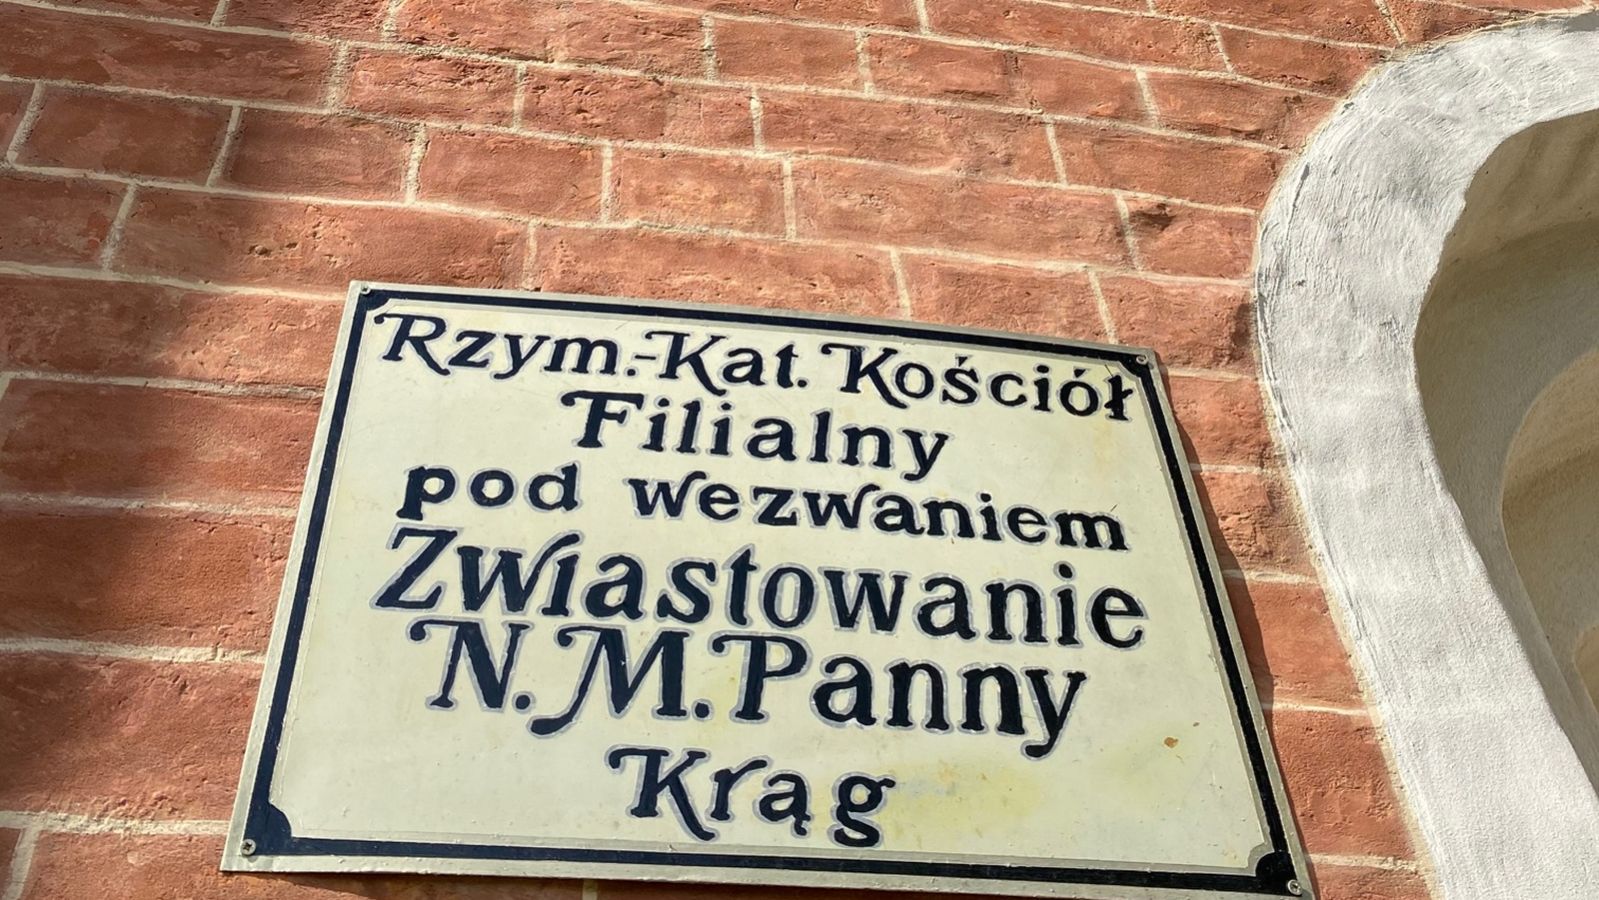 Rzym.-Kat. Kościół
Filialny
pod wezwaniem
Zwiastowanie
N.M.Panny
Krąg